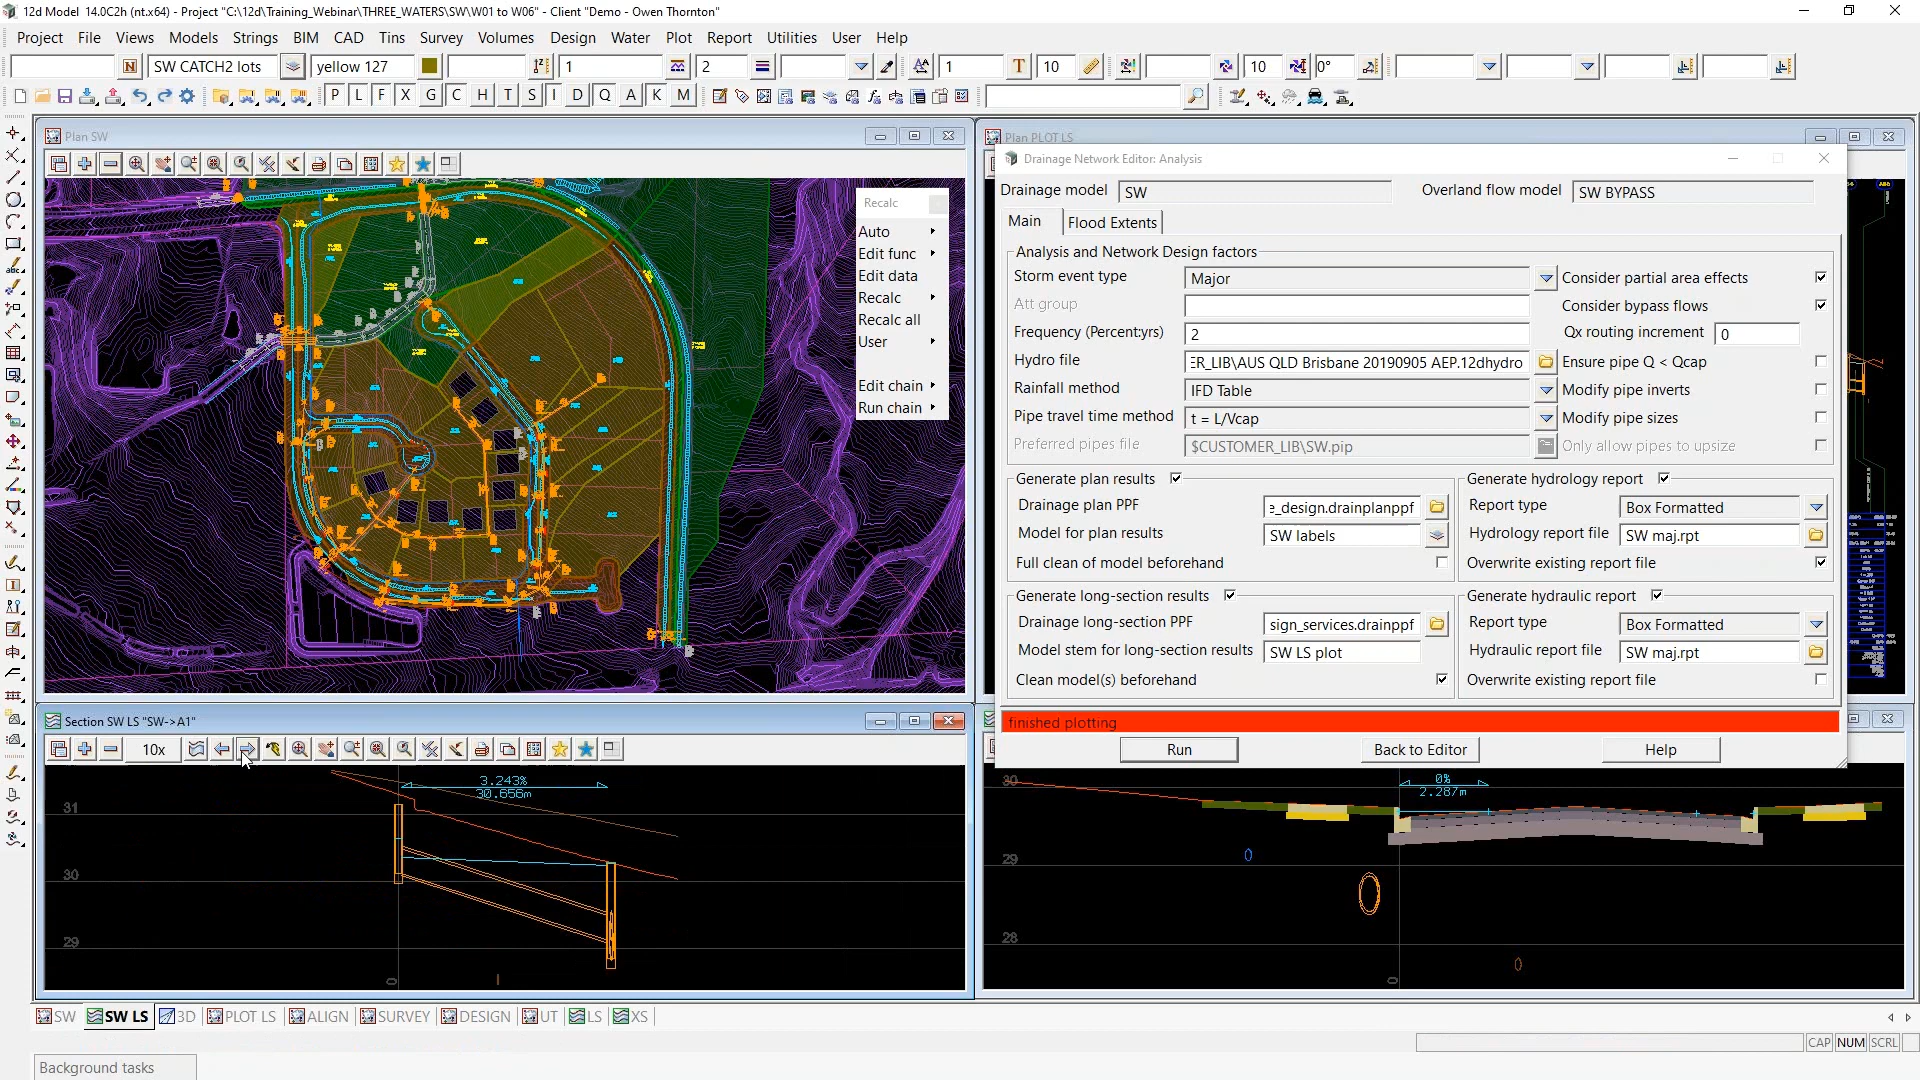 12d Model 14.0C2h (nt.x64) - Project "C:\12d\Training_Webinar\THREE_WATERS\SW\W01 to W06" - Client "Demo - Owen Thornton"
Project File Views Models Strings BIM CAD Tins Survey Volumes Design Water Plot Report Utilities User Help
N SW CATCH2 lots yellow 127 1 2 1 T 10 10 0°
P L F X G C H T S I D Q A K M
Plan SW
Plan PLOT LS
Drainage Network Editor: Analysis
Drainage model SW Overland flow model SW BYPASS
Main Flood Extents
Analysis and Network Design factors
Storm event type Major Consider partial area effects
Att group Consider bypass flows
Frequency (Percent;yrs) 2 Qx routing increment 0
Hydro file ER_LIB\AUS QLD Brisbane 20190905 AEP.12dhydro Ensure pipe Q < Qcap
Rainfall method IFD Table Modify pipe inverts
Pipe travel time method t = L/Vcap Modify pipe sizes
Preferred pipes file $CUSTOMER_LIB\SW.pip Only allow pipes to upsize
Generate plan results Generate hydrology report
Drainage plan PPF e_design.drainplanppf Report type Box Formatted
Model for plan results SW labels Hydrology report file SW maj.rpt
Full clean of model beforehand Overwrite existing report file
Generate long-section results Generate hydraulic report
Drainage long-section PPF sign_services.drainppf Report type Box Formatted
Model stem for long-section results SW LS plot Hydraulic report file SW maj.rpt
Clean model(s) beforehand Overwrite existing report file
finished plotting
Run Back to Editor Help
Recalc
Auto
Edit func
Edit data
Recalc
Recalc all
User
Edit chain
Run chain
Section SW LS "SW->A1"
10x
3.243%
30.656m
31
30
29
0
0%
2.287m
30
29
28
0
SW SW LS 3D PLOT LS ALIGN SURVEY DESIGN UT LS XS
CAP NUM SCRL
Background tasks